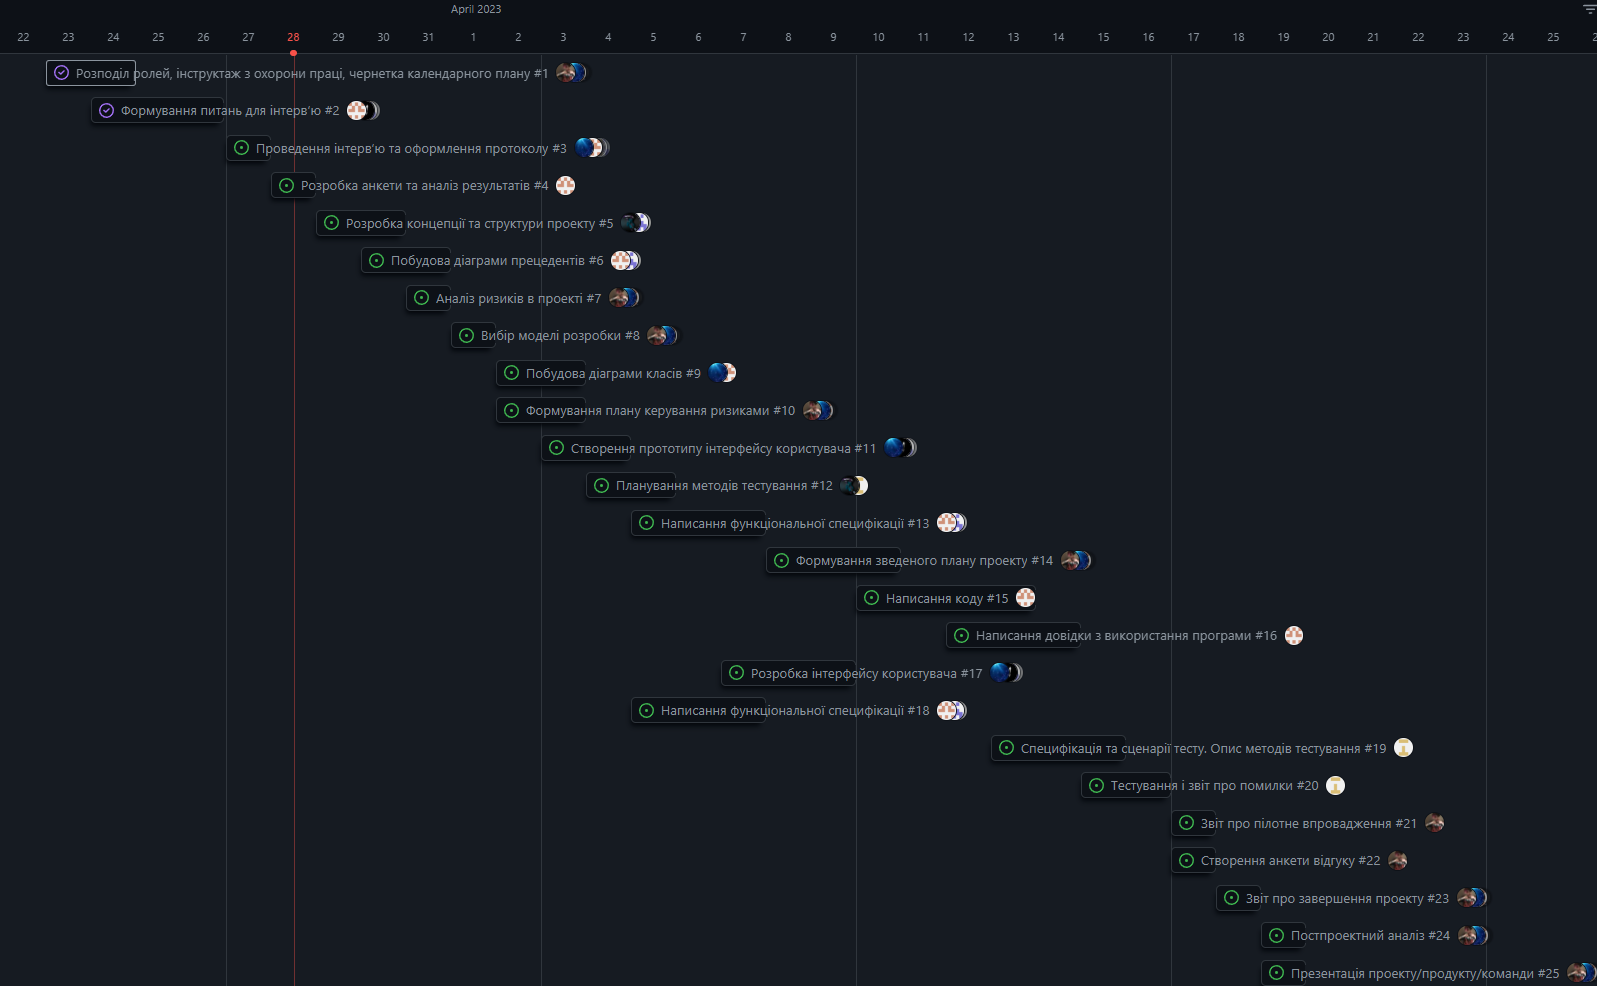 April 2023
22 23 24 25 26 27 28 29 30 31 1 2 3 4 5 6 7 8 9 10 11 12 13 14 15 16 17 18 19 20 21 22 23 24 25
Розподіл ролей, інструктаж з охорони праці, чернетка календарного плану #1
Формування питань для інтерв'ю #2
Проведення інтерв'ю та оформлення протоколу #3
Розробка анкети та аналіз результатів #4
Розробка концепції та структури проекту #5
Побудова діаграми прецедентів #6
Аналіз ризиків в проекті #7
Вибір моделі розробки #8
Побудова діаграми класів #9
Формування плану керування ризиками #10
Створення прототипу інтерфейсу користувача #11
Планування методів тестування #12
Написання функціональної специфікації #13
Формування зведеного плану проекту #14
Написання коду #15
Написання довідки з використання програми #16
Розробка інтерфейсу користувача #17
Написання функціональної специфікації #18
Специфікація та сценарії тесту. Опис методів тестування #19
Тестування і звіт про помилки #20
Звіт про пілотне впровадження #21
Створення анкети відгуку #22
Звіт про завершення проекту #23
Постпроектний аналіз #24
Презентація проекту/продукту/команди #25